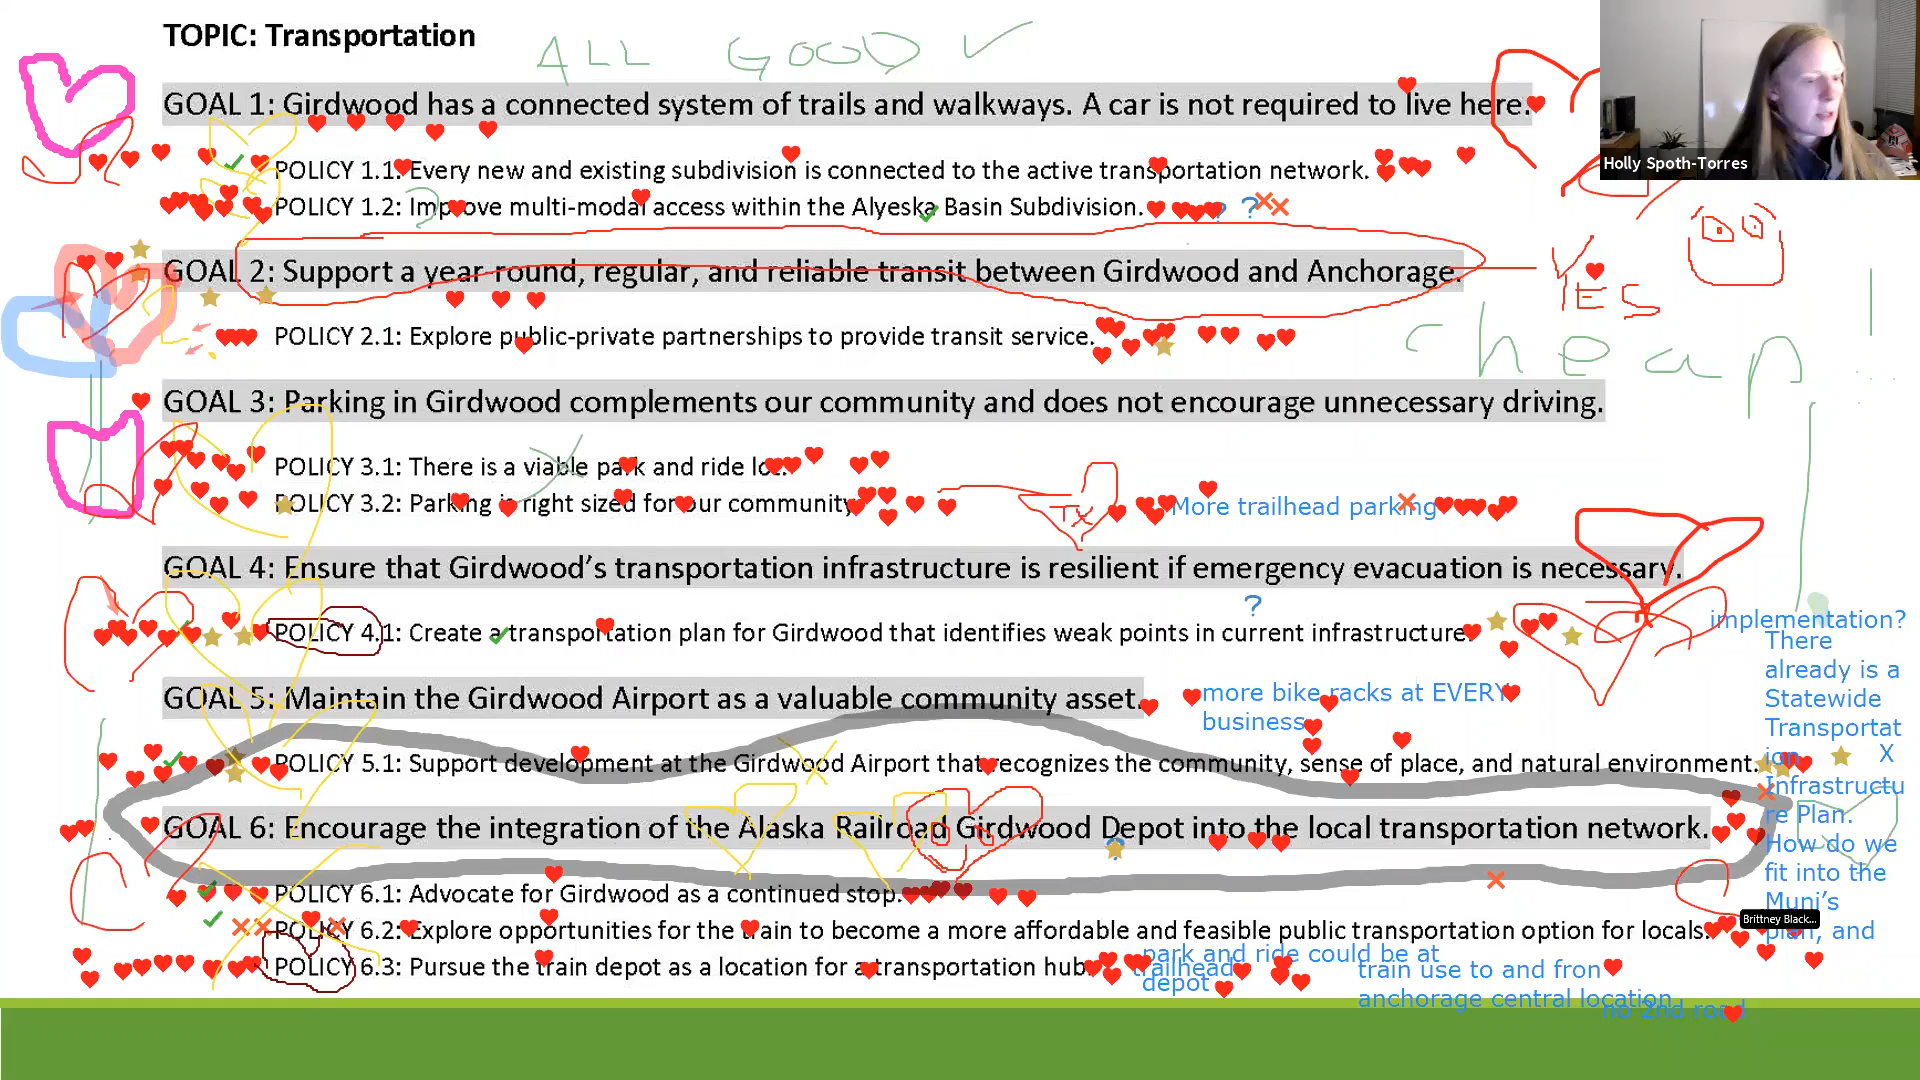 TOPIC: Transportation
ALL GOOD
GOAL 1: Girdwood has a connected system of trails and walkways. A car is not required to live here.
POLICY 1.1: Every new and existing subdivision is connected to the active transportation network.
Holly Spoth-Torres
POLICY 1.2: Improve multi-modal access within the Alyeska Basin Subdivision.
? ?
?
GOAL 2: Support a year-round, regular, and reliable transit between Girdwood and Anchorage.
YES
POLICY 2.1: Explore public-private partnerships to provide transit service.
cheap!
GOAL 3: Parking in Girdwood complements our community and does not encourage unnecessary driving.
POLICY 3.1: There is a viable park and ride lot.
POLICY 3.2: Parking is right sized for our community.
TX
More trailhead parking
GOAL 4: Ensure that Girdwood's transportation infrastructure is resilient if emergency evacuation is necessary.
?
POLICY 4.1: Create a transportation plan for Girdwood that identifies weak points in current infrastructure.
implementation?
There
already is a
Statewide
Transportat
ion
Infrastructu
re Plan.
How do we
fit into the
Muni's
plan, and
X
GOAL 5: Maintain the Girdwood Airport as a valuable community asset.
more bike racks at EVERY
business
POLICY 5.1: Support development at the Girdwood Airport that recognizes the community, sense of place, and natural environment.
GOAL 6: Encourage the integration of the Alaska Railroad Girdwood Depot into the local transportation network.
?
POLICY 6.1: Advocate for Girdwood as a continued stop.
Brittney Black...
POLICY 6.2: Explore opportunities for the train to become a more affordable and feasible public transportation option for locals.
POLICY 6.3: Pursue the train depot as a location for a transportation hub.
park and ride could be at
trailhead
depot
train use to and fron
anchorage central location
no 2nd road